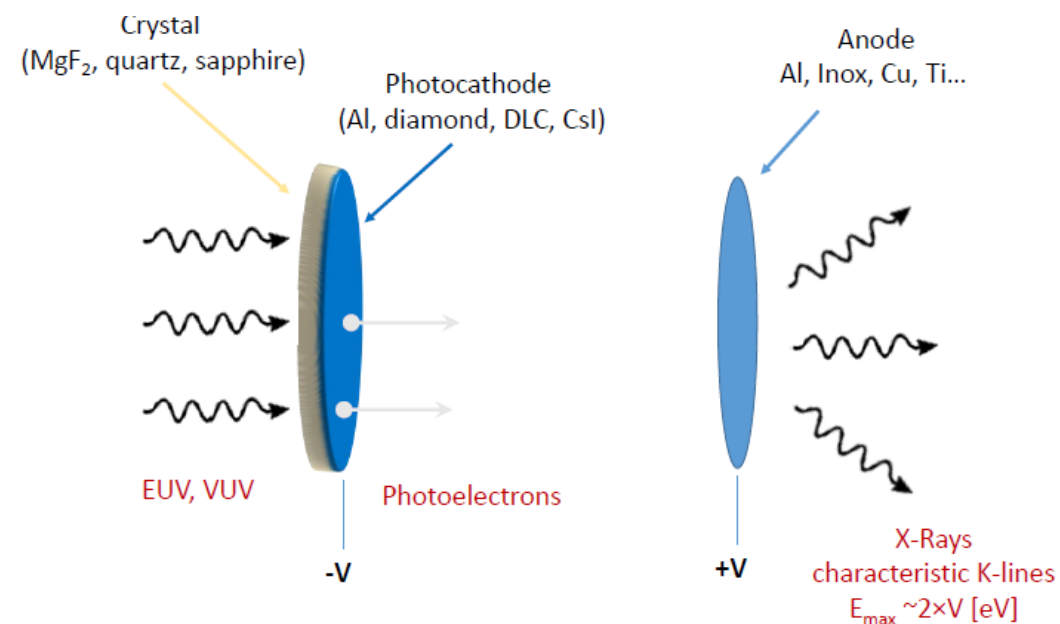 Crystal
(MgF₂, quartz, sapphire)
Photocathode
(Al, diamond, DLC, CsI)
Anode
Al, Inox, Cu, Ti...
EUV, VUV
Photoelectrons
-V
+V
X-Rays
characteristic K-lines
Eₘₐₓ ~2×V [eV]